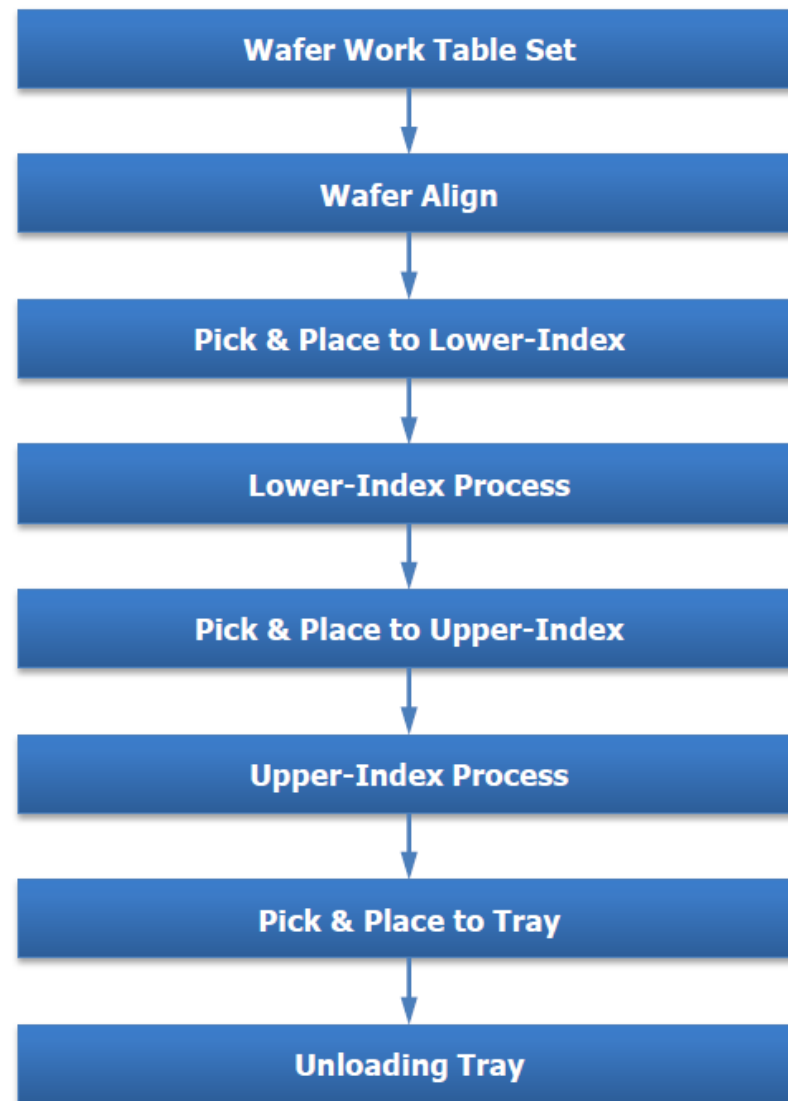 Wafer Work Table Set
Wafer Align
Pick & Place to Lower-Index
Lower-Index Process
Pick & Place to Upper-Index
Upper-Index Process
Pick & Place to Tray
Unloading Tray